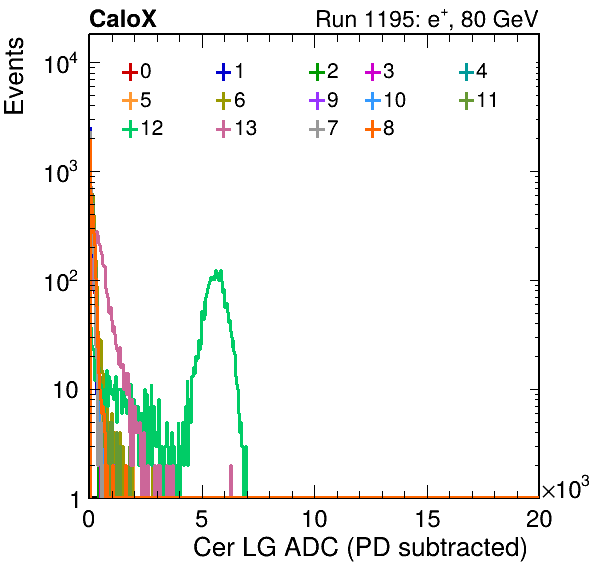 CaloX Run 1195: e⁺, 80 GeV
Events
10⁴
10³
10²
10
1
0 1 2 3 4
5 6 9 10 11
12 13 7 8
0 5 10 15 20
×10³
Cer LG ADC (PD subtracted)